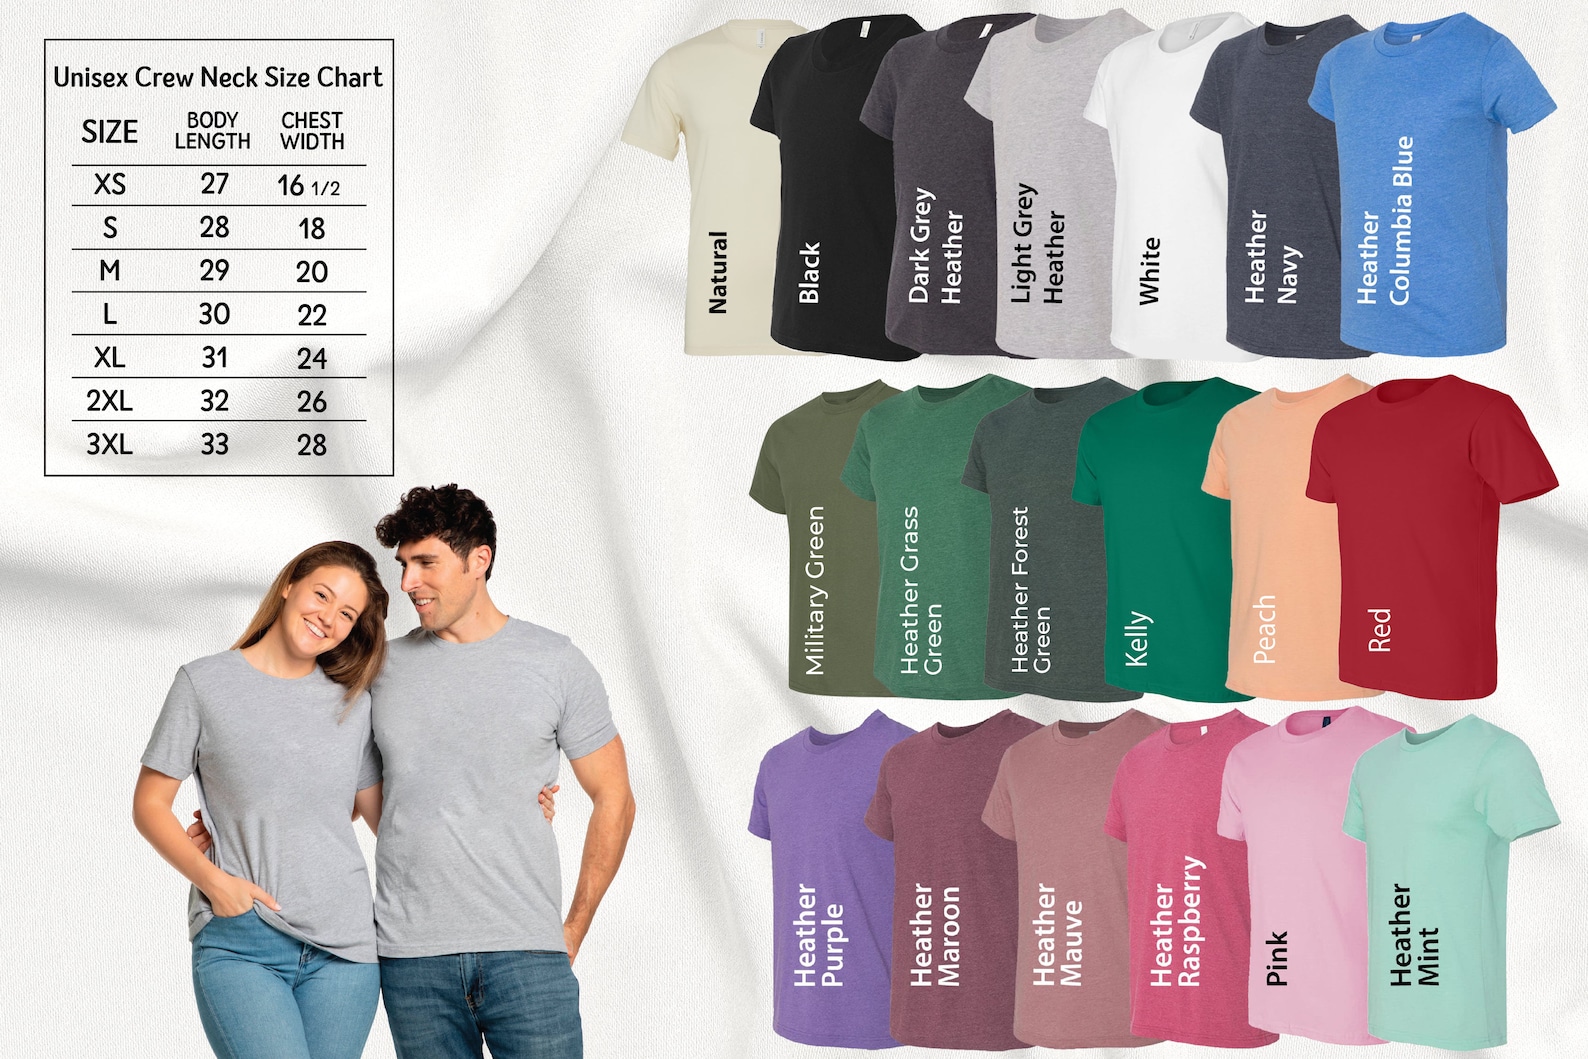 Unisex Crew Neck Size Chart
SIZE BODY LENGTH CHEST WIDTH
XS 27 16 1/2
S 28 18
M 29 20
L 30 22
XL 31 24
2XL 32 26
3XL 33 28
Natural
Black
Dark Grey
Heather
Light Grey
Heather
White
Heather
Navy
Heather
Columbia Blue
Military Green
Heather Grass
Green
Heather Forest
Green
Kelly
Peach
Red
Heather
Purple
Heather
Maroon
Heather
Mauve
Heather
Raspberry
Pink
Heather
Mint